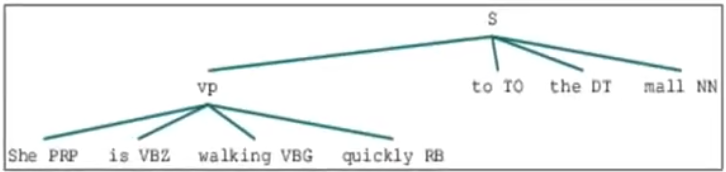 S
vp to TO the DT mall NN
She PRP is VBZ walking VBG quickly RB